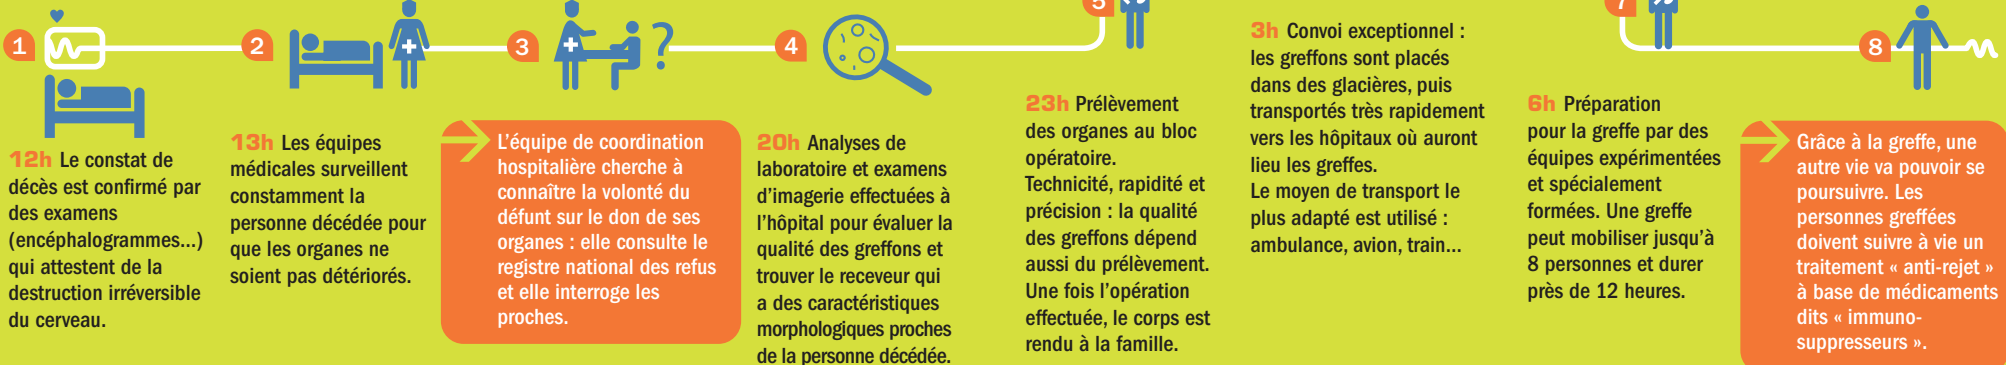 1
2
3
4
5
7
8
?
12h Le constat de
décès est confirmé par
des examens
(encéphalogrammes...)
qui attestent de la
destruction irréversible
du cerveau.
13h Les équipes
médicales surveillent
constamment la
personne décédée pour
que les organes ne
soient pas détériorés.
L'équipe de coordination
hospitalière cherche à
connaître la volonté du
défunt sur le don de ses
organes : elle consulte le
registre national des refus
et elle interroge les
proches.
20h Analyses de
laboratoire et examens
d'imagerie effectuées à
l'hôpital pour évaluer la
qualité des greffons et
trouver le receveur qui
a des caractéristiques
morphologiques proches
de la personne décédée.
23h Prélèvement
des organes au bloc
opératoire.
Technicité, rapidité et
précision : la qualité
des greffons dépend
aussi du prélèvement.
Une fois l'opération
effectuée, le corps est
rendu à la famille.
3h Convoi exceptionnel :
les greffons sont placés
dans des glacières, puis
transportés très rapidement
vers les hôpitaux où auront
lieu les greffes.
Le moyen de transport le
plus adapté est utilisé :
ambulance, avion, train...
6h Préparation
pour la greffe par des
équipes expérimentées
et spécialement
formées. Une greffe
peut mobiliser jusqu'à
8 personnes et durer
près de 12 heures.
Grâce à la greffe, une
autre vie va pouvoir se
poursuivre. Les
personnes greffées
doivent suivre à vie un
traitement « anti-rejet »
à base de médicaments
dits « immuno-
suppresseurs ».